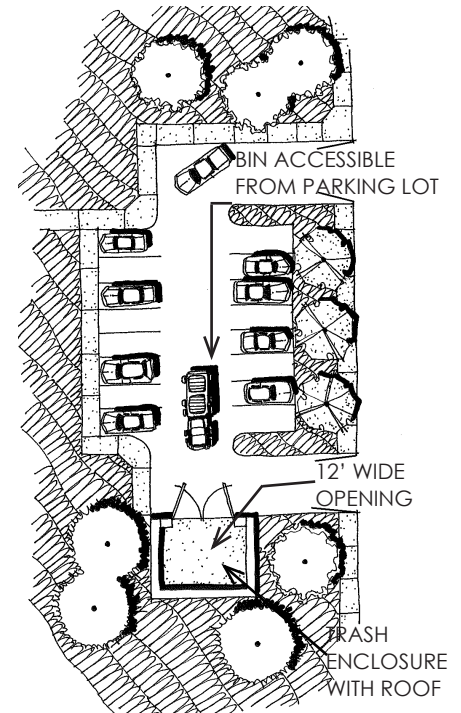 BIN ACCESSIBLE
FROM PARKING LOT
12' WIDE
OPENING
TRASH
ENCLOSURE
WITH ROOF